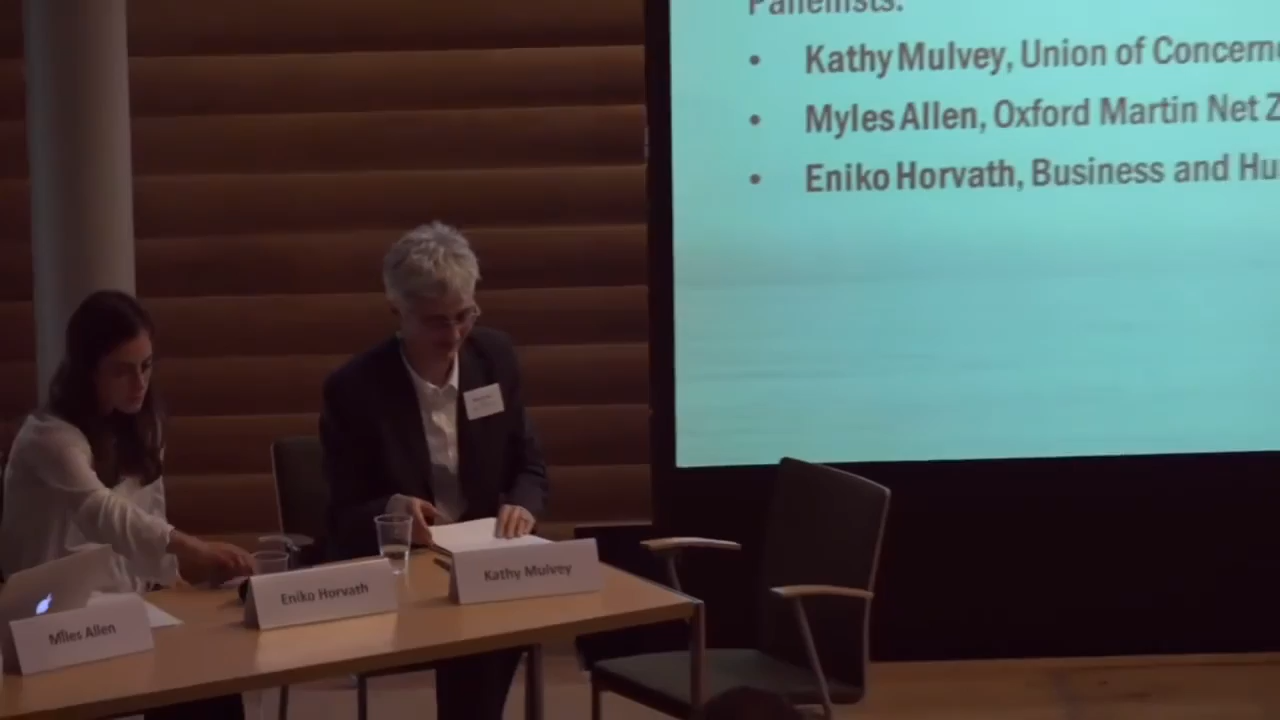 Panelists:
• Kathy Mulvey, Union of Concern
• Myles Allen, Oxford Martin Net Z
• Eniko Horvath, Business and Hu
Kathy Mulvey
Eniko Horvath
Miles Allen